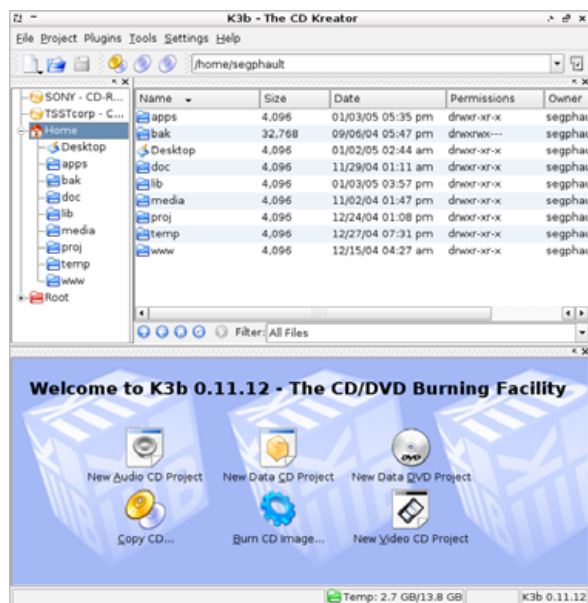 K3b - The CD Kreator
File Project Plugins Tools Settings Help
/home/segphault
SONY - CD-R...
TSSTcorp - C...
Home
Desktop
apps
bak
doc
lib
media
proj
temp
www
Root
Name Size Date Permissions Owner
apps 4,096 01/03/05 05:35 pm drwxr-xr-x segphau
bak 32,768 09/06/04 05:47 pm drwxrwx--- segphau
Desktop 4,096 01/02/05 02:44 am drwxr-xr-x segphau
doc 4,096 11/29/04 01:11 am drwxr-xr-x segphau
lib 4,096 01/03/05 03:57 pm drwxr-xr-x segphau
media 4,096 11/02/04 01:47 pm drwxr-xr-x segphau
proj 4,096 12/24/04 01:08 pm drwxr-xr-x segphau
temp 4,096 12/27/04 07:31 pm drwxr-xr-x segphau
www 4,096 12/15/04 04:27 am drwxr-xr-x segphau
Filter: All Files
Welcome to K3b 0.11.12 - The CD/DVD Burning Facility
New Audio CD Project New Data CD Project New Data DVD Project
Copy CD... Burn CD Image... New Video CD Project
Temp: 2.7 GB/13.8 GB K3b 0.11.12